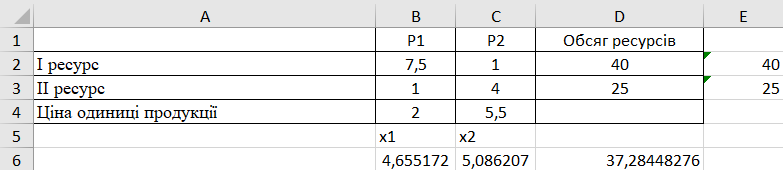 A B C D E
1 P1 P2 Обсяг ресурсів
2 І ресурс 7,5 1 40 40
3 ІІ ресурс 1 4 25 25
4 Ціна одиниці продукції 2 5,5
5 x1 x2
6 4,655172 5,086207 37,28448276